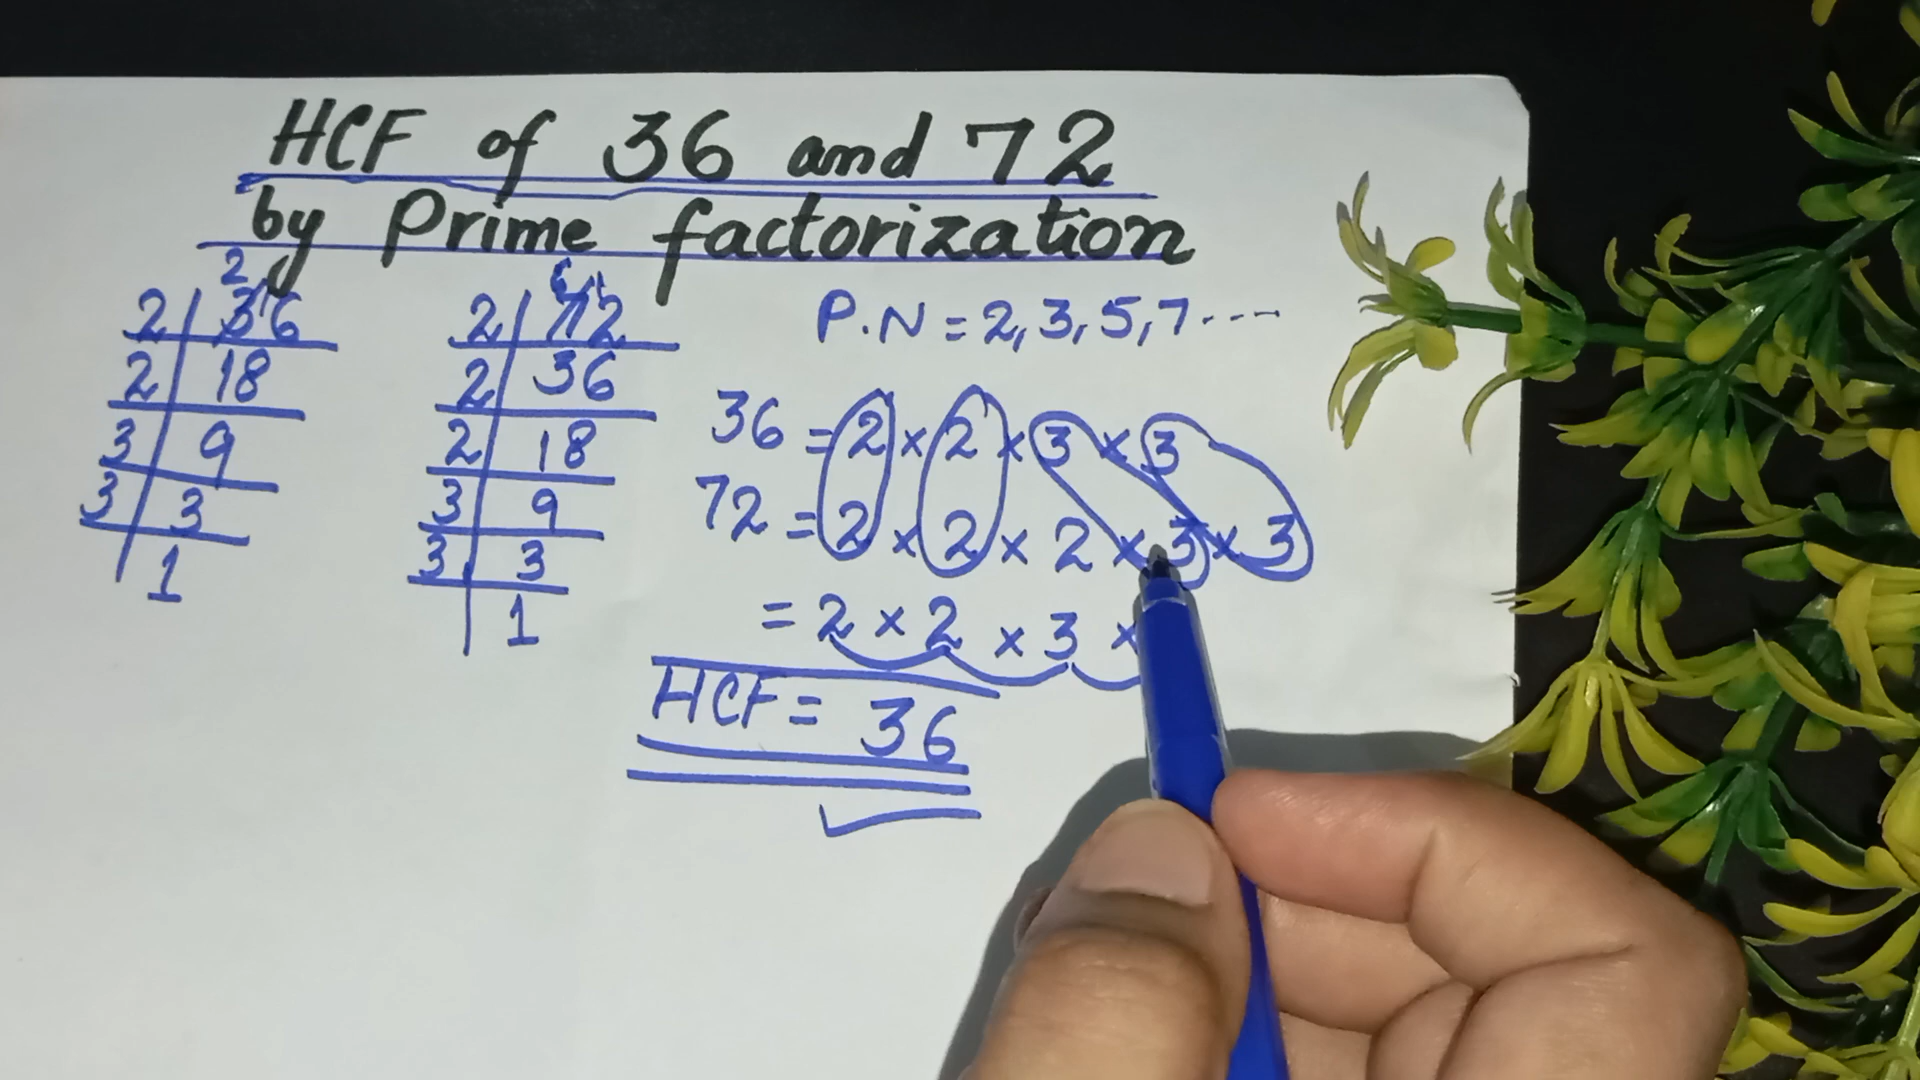 HCF of 36 and 72
by Prime factorization
2 | 36
2 | 18
3 | 9
3 | 3
1
2 | 72
2 | 36
2 | 18
3 | 9
3 | 3
1
P.N = 2, 3, 5, 7 ----
36 = 2 × 2 × 3 × 3
72 = 2 × 2 × 2 × 3 × 3
= 2 × 2 × 3 ×
HCF = 36